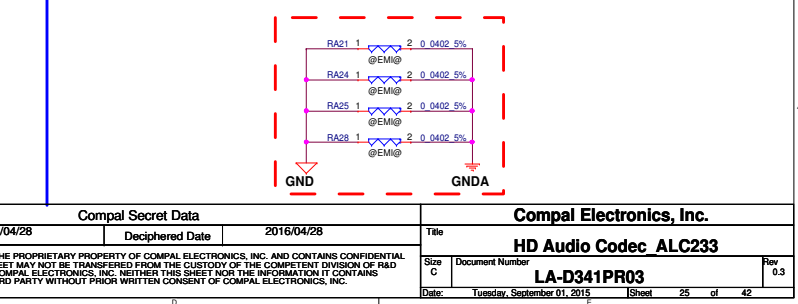 RA21 1 2 0_0402_5%
@EMI@
RA24 1 2 0_0402_5%
@EMI@
RA25 1 2 0_0402_5%
@EMI@
RA28 1 2 0_0402_5%
@EMI@
GND GNDA
Compal Secret Data
/04/28 Deciphered Date 2016/04/28
HE PROPRIETARY PROPERTY OF COMPAL ELECTRONICS, INC. AND CONTAINS CONFIDENTIAL
EET MAY NOT BE TRANSFERED FROM THE CUSTODY OF THE COMPETENT DIVISION OF R&D
OMPAL ELECTRONICS, INC. NEITHER THIS SHEET NOR THE INFORMATION IT CONTAINS
RD PARTY WITHOUT PRIOR WRITTEN CONSENT OF COMPAL ELECTRONICS, INC.
Compal Electronics, Inc.
Title
HD Audio Codec_ALC233
Size Document Number Rev
C LA-D341PR03 0.3
Date: Tuesday, September 01, 2015 Sheet 25 of 42